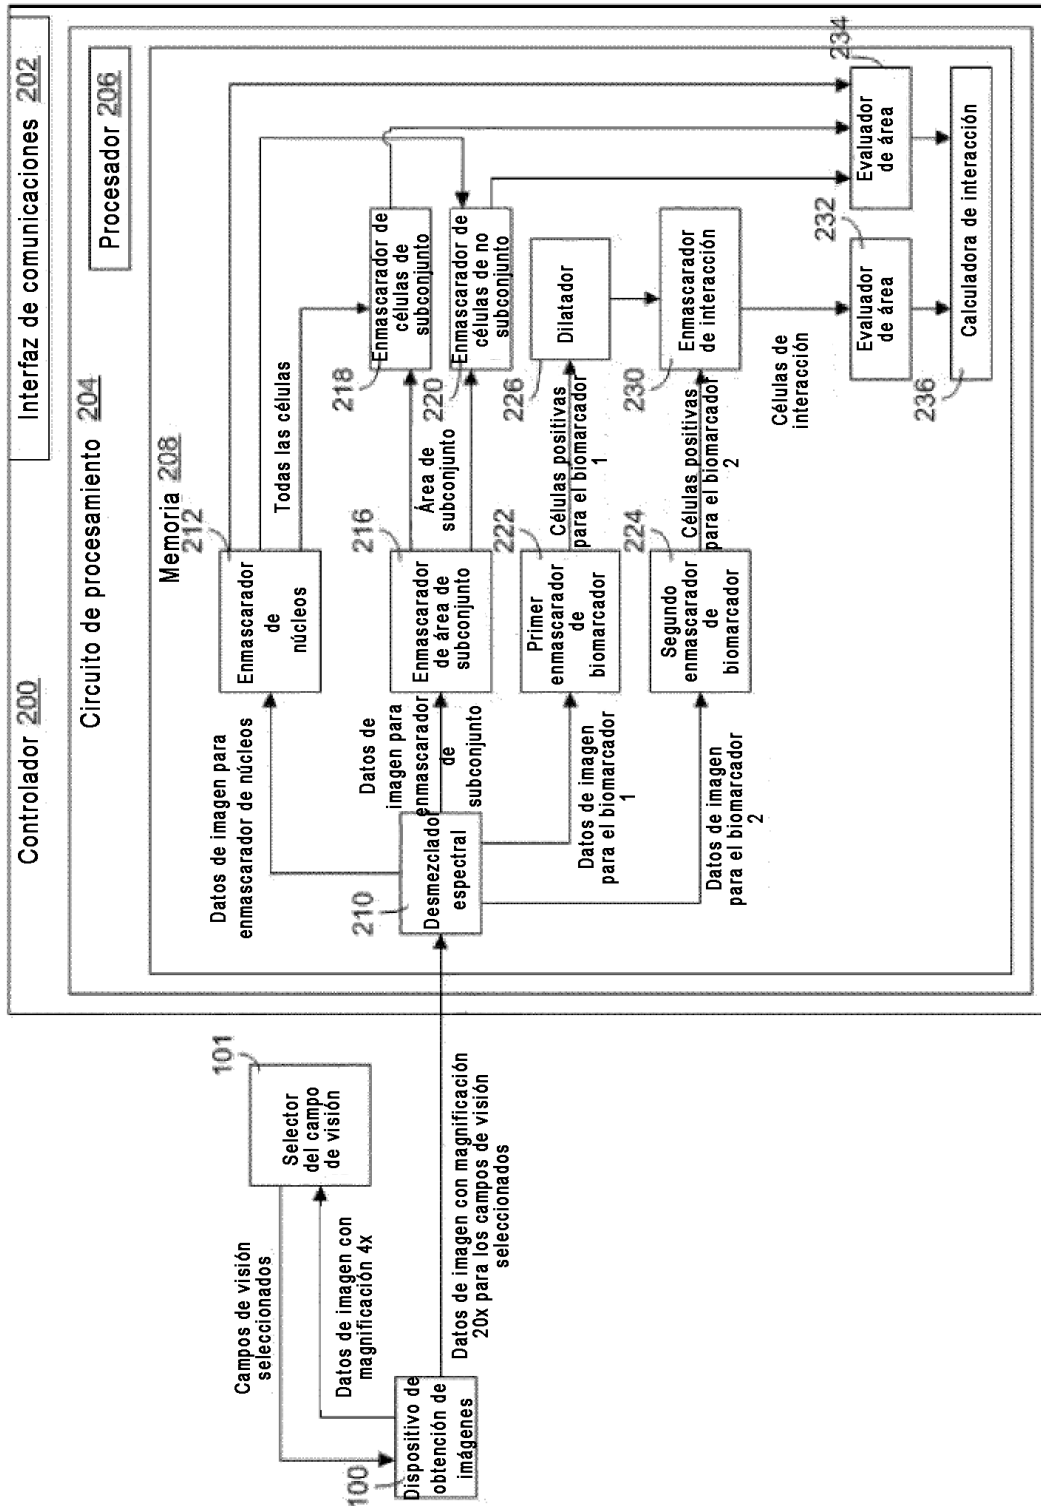 Controlador 200
Interfaz de comunicaciones 202
Circuito de procesamiento 204
Procesador 206
Memoria 208
100
Dispositivo de
obtención de
imágenes
Campos de visión
seleccionados
Datos de imagen con
magnificación 4x
101
Selector
del campo
de visión
Datos de imagen con magnificación
20x para los campos de visión
seleccionados
210
Desmezclador
espectral
Datos de imagen para
enmascarador de núcleos
Datos de
imagen para
enmascarador
de
subconjunto
Datos de imagen
para el biomarcador
1
Datos de imagen
para el biomarcador
2
212
Enmascarador
de
núcleos
216
Enmascarador
de área de
subconjunto
222
Primer
enmascarador
de
biomarcador
224
Segundo
enmascarador
de
biomarcador
Todas las células
Área de
subconjunto
Células positivas
para el biomarcador
1
Células positivas
para el biomarcador
2
218
Enmascarador de
células de
subconjunto
220
Enmascarador de
células de no
subconjunto
226
Dilatador
230
Enmascarador
de interacción
Células de
interacción
232
Evaluador
de área
234
Evaluador
de área
236
Calculadora de interacción